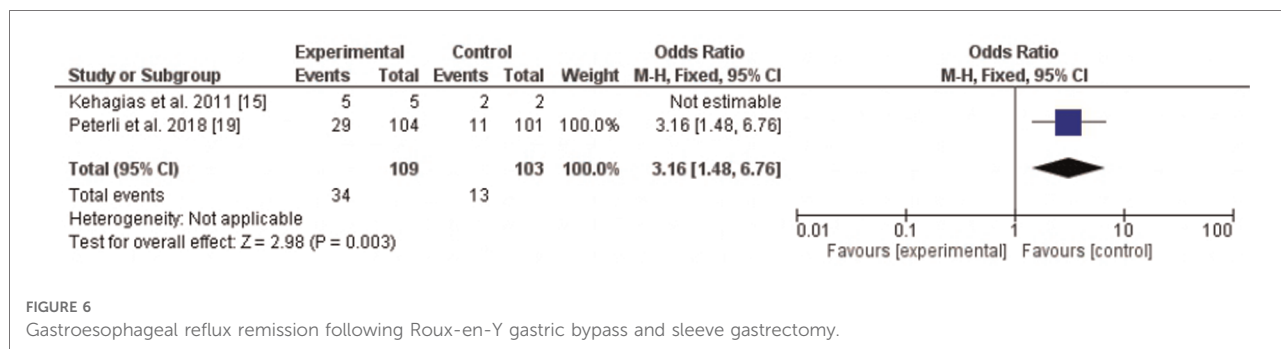 Experimental Control Odds Ratio Odds Ratio
Study or Subgroup Events Total Events Total Weight M-H, Fixed, 95% CI M-H, Fixed, 95% CI
Kehagias et al. 2011 [15] 5 5 2 2 Not estimable
Peterli et al. 2018 [19] 29 104 11 101 100.0% 3.16 [1.48, 6.76]
Total (95% CI) 109 103 100.0% 3.16 [1.48, 6.76]
Total events 34 13
Heterogeneity: Not applicable
Test for overall effect: Z = 2.98 (P = 0.003)
0.01 0.1 1 10 100
Favours [experimental] Favours [control]
FIGURE 6
Gastroesophageal reflux remission following Roux-en-Y gastric bypass and sleeve gastrectomy.